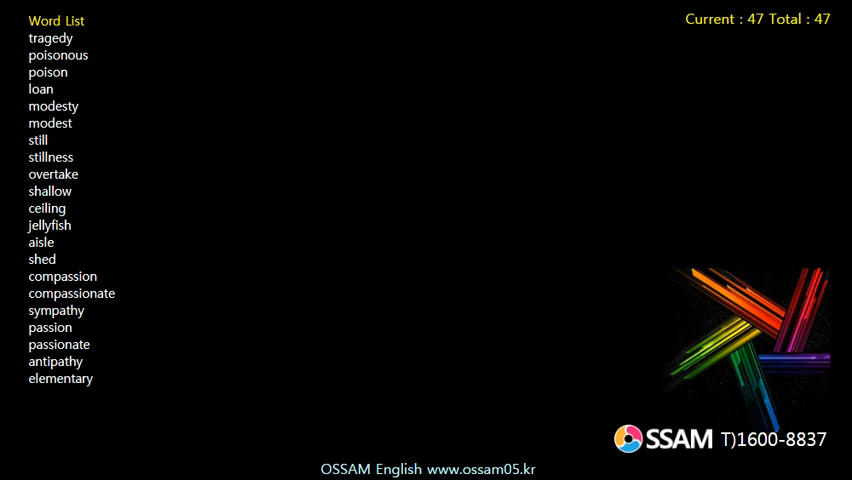 Word List
Current : 47 Total : 47
tragedy
poisonous
poison
loan
modesty
modest
still
stillness
overtake
shallow
ceiling
jellyfish
aisle
shed
compassion
compassionate
sympathy
passion
passionate
antipathy
elementary
SSAM T)1600-8837
OSSAM English www.ossam05.kr